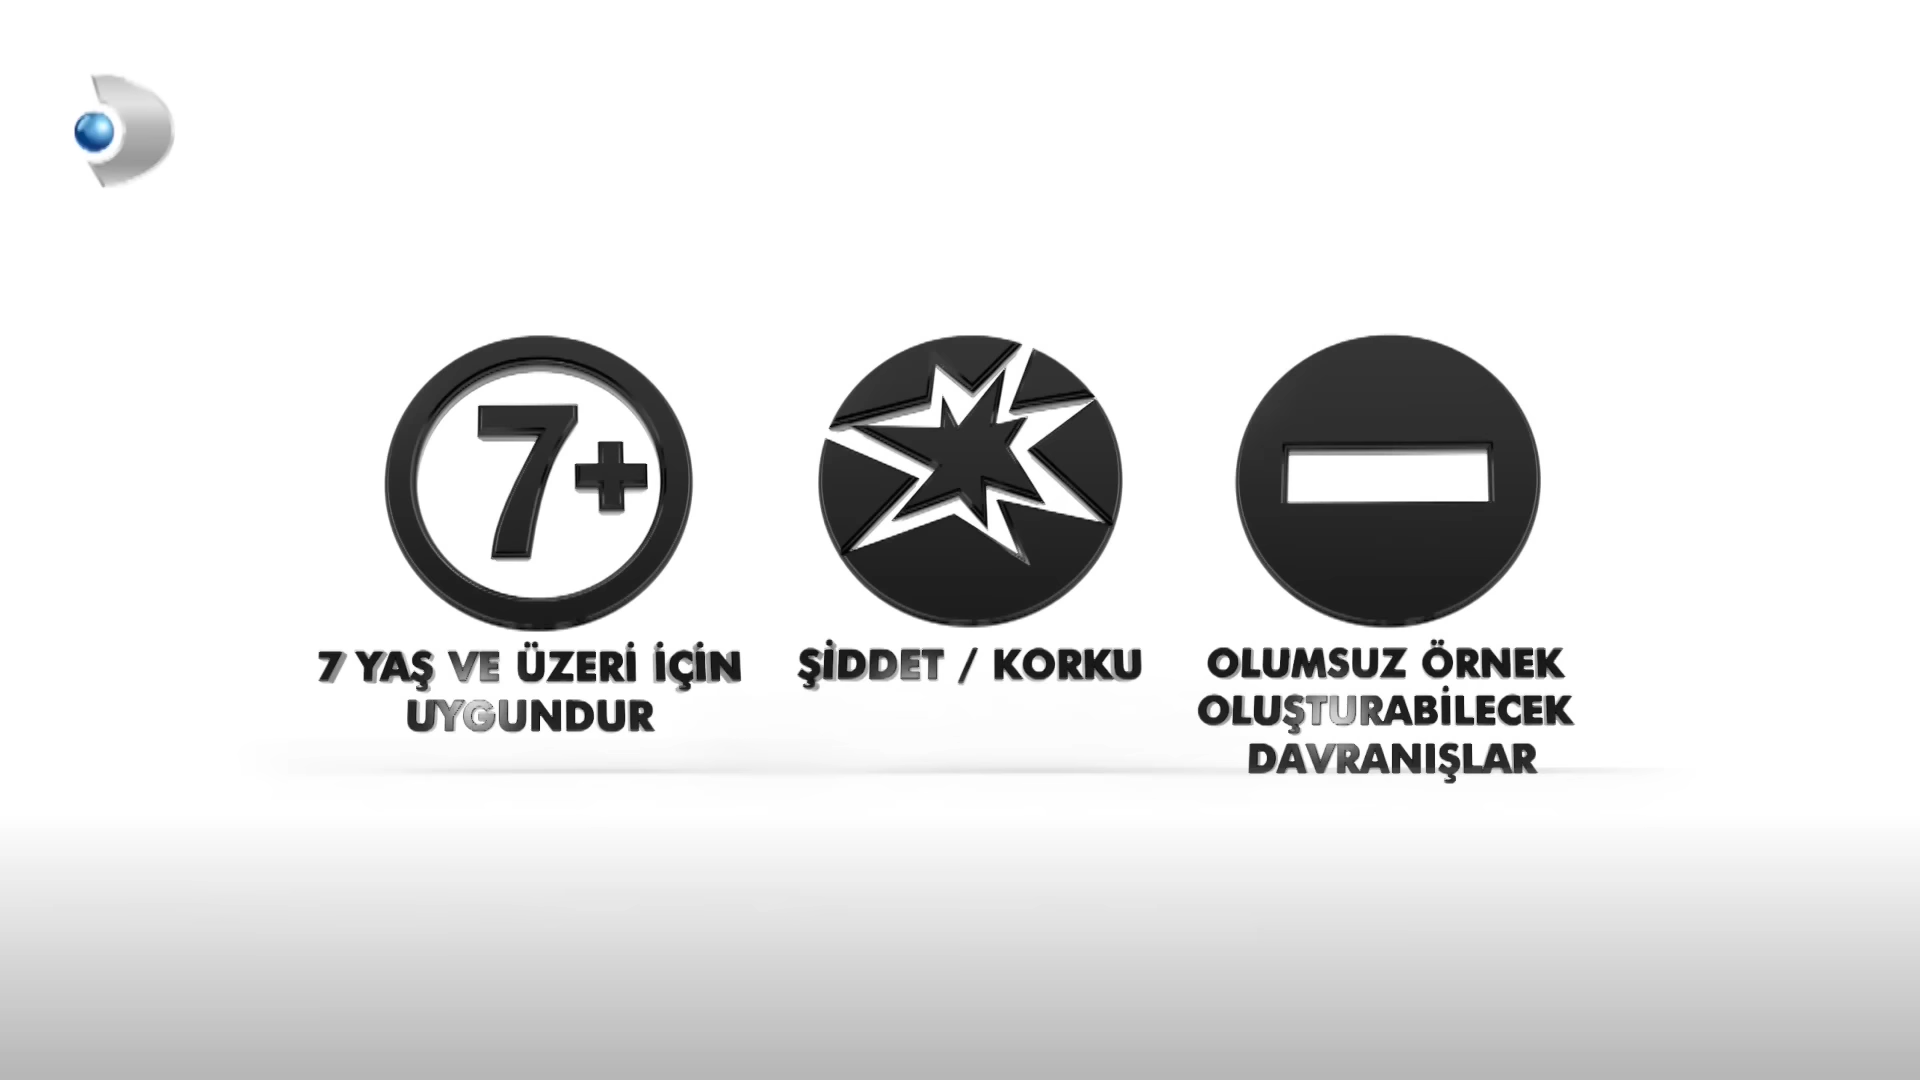 7+
7 YAŞ VE ÜZERİ İÇİN
UYGUNDUR
ŞİDDET / KORKU
OLUMSUZ ÖRNEK
OLUŞTURABİLECEK
DAVRANIŞLAR